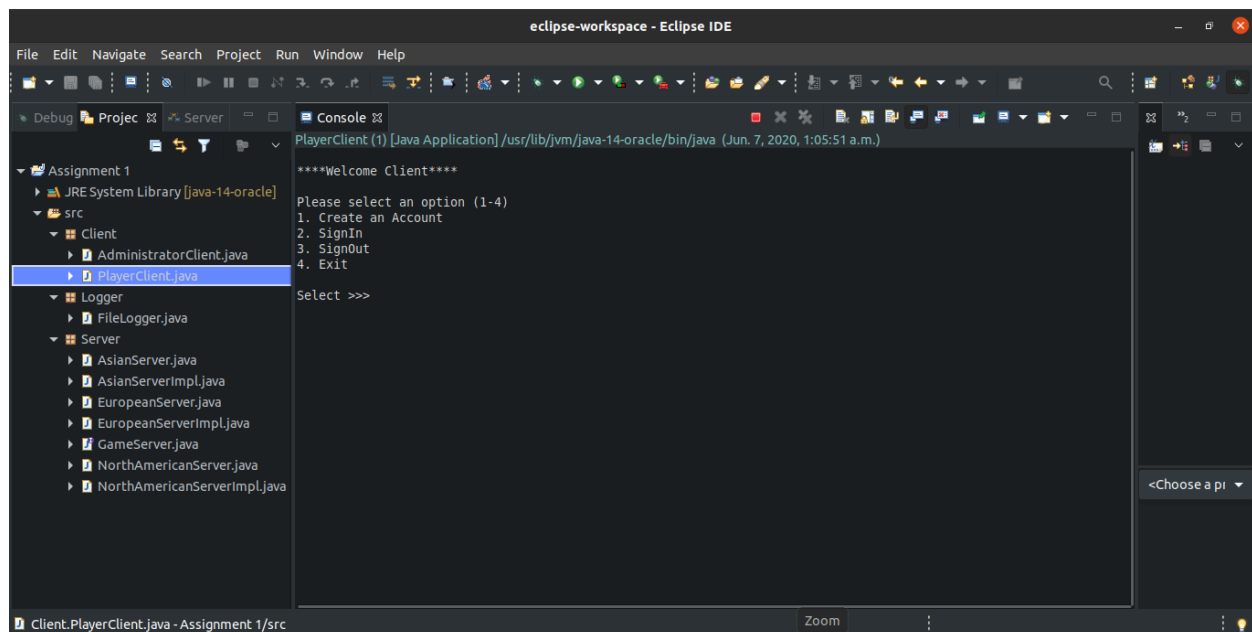 eclipse-workspace - Eclipse IDE
File Edit Navigate Search Project Run Window Help
Debug Projec Server
Console
PlayerClient (1) [Java Application] /usr/lib/jvm/java-14-oracle/bin/java (Jun. 7, 2020, 1:05:51 a.m.)
Assignment 1
JRE System Library [java-14-oracle]
src
Client
AdministratorClient.java
PlayerClient.java
Logger
FileLogger.java
Server
AsianServer.java
AsianServerImpl.java
EuropeanServer.java
EuropeanServerImpl.java
GameServer.java
NorthAmericanServer.java
NorthAmericanServerImpl.java
****Welcome Client****
Please select an option (1-4)
1. Create an Account
2. SignIn
3. SignOut
4. Exit
Select >>>
2
<Choose a pr
Client.PlayerClient.java - Assignment 1/src
Zoom